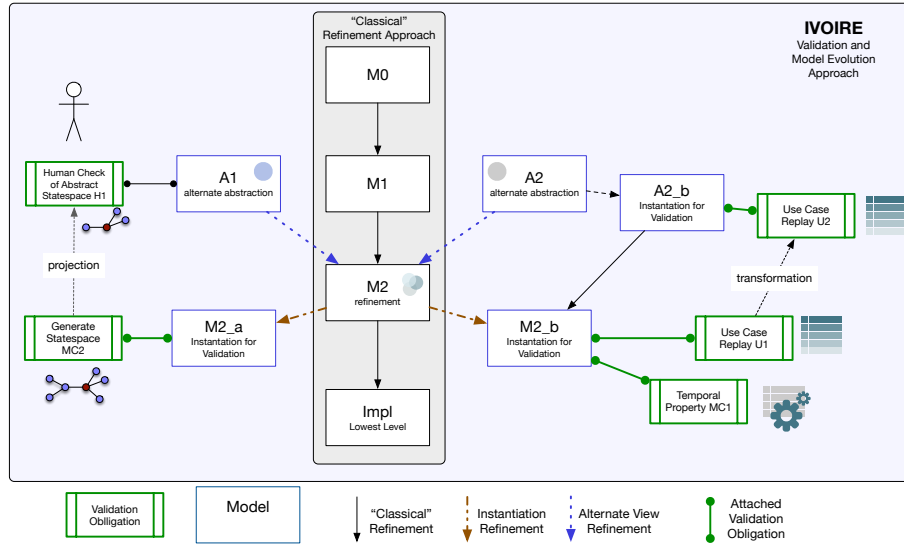 “Classical”
Refinement Approach
IVOIRE
Validation and
Model Evolution
Approach
M0
Human Check
of Abstract
Statespace H1
A1
alternate abstraction
M1
A2
alternate abstraction
A2_b
Instantiation for
Validation
Use Case
Replay U2
projection
M2
refinement
transformation
Generate
Statespace
MC2
M2_a
Instantiation for
Validation
M2_b
Instantiation for
Validation
Use Case
Replay U1
Impl
Lowest Level
Temporal
Property MC1
Validation
Oblligation
Model
“Classical”
Refinement
Instantiation
Refinement
Alternate View
Refinement
Attached
Validation
Obligation